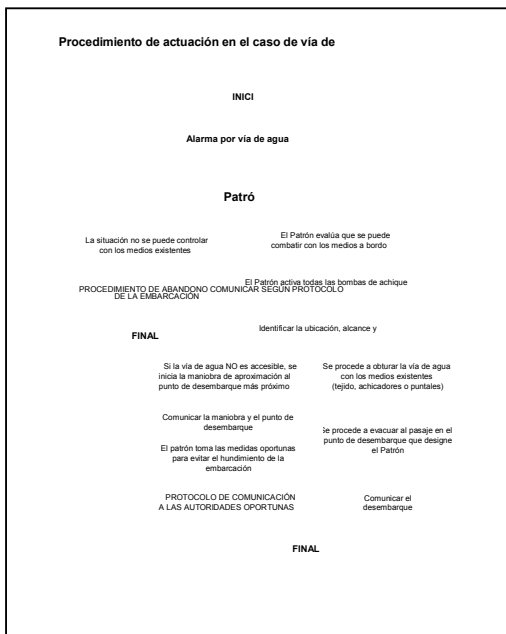 Procedimiento de actuación en el caso de vía de
INICI
Alarma por vía de agua
Patró
La situación no se puede controlar
con los medios existentes
El Patrón evalúa que se puede
combatir con los medios a bordo
El Patrón activa todas las bombas de achique
PROCEDIMIENTO DE ABANDONO COMUNICAR SEGÚN PROTOCOLO
DE LA EMBARCACIÓN
Identificar la ubicación, alcance y
FINAL
Si la vía de agua NO es accesible, se
inicia la maniobra de aproximación al
punto de desembarque más próximo
Se procede a obturar la vía de agua
con los medios existentes
(tejido, achicadores o puntales)
Comunicar la maniobra y el punto de
desembarque
Se procede a evacuar al pasaje en el
punto de desembarque que designe
el Patrón
El patrón toma las medidas oportunas
para evitar el hundimiento de la
embarcación
PROTOCOLO DE COMUNICACIÓN
A LAS AUTORIDADES OPORTUNAS
Comunicar el
desembarque
FINAL